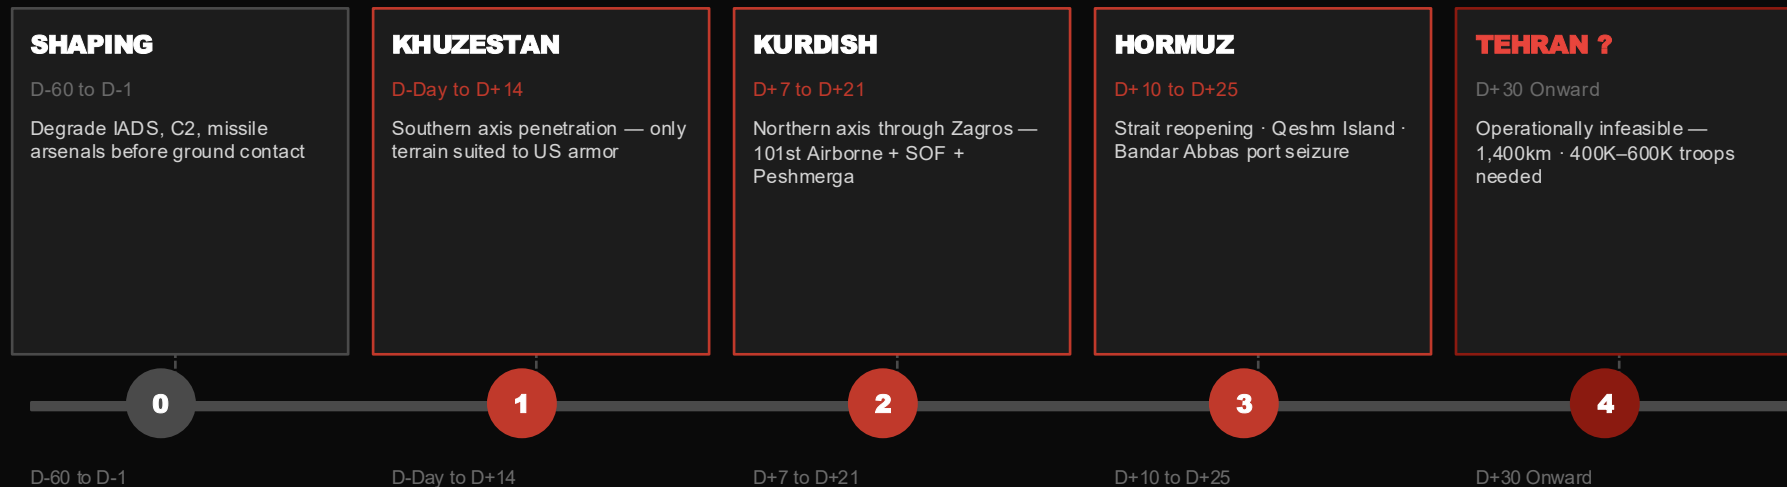 SHAPING
D-60 to D-1
Degrade IADS, C2, missile
arsenals before ground contact
KHUZESTAN
D-Day to D+14
Southern axis penetration — only
terrain suited to US armor
KURDISH
D+7 to D+21
Northern axis through Zagros —
101st Airborne + SOF +
Peshmerga
HORMUZ
D+10 to D+25
Strait reopening · Qeshm Island ·
Bandar Abbas port seizure
TEHRAN ?
D+30 Onward
Operationally infeasible —
1,400km · 400K–600K troops
needed
0
1
2
3
4
D-60 to D-1
D-Day to D+14
D+7 to D+21
D+10 to D+25
D+30 Onward